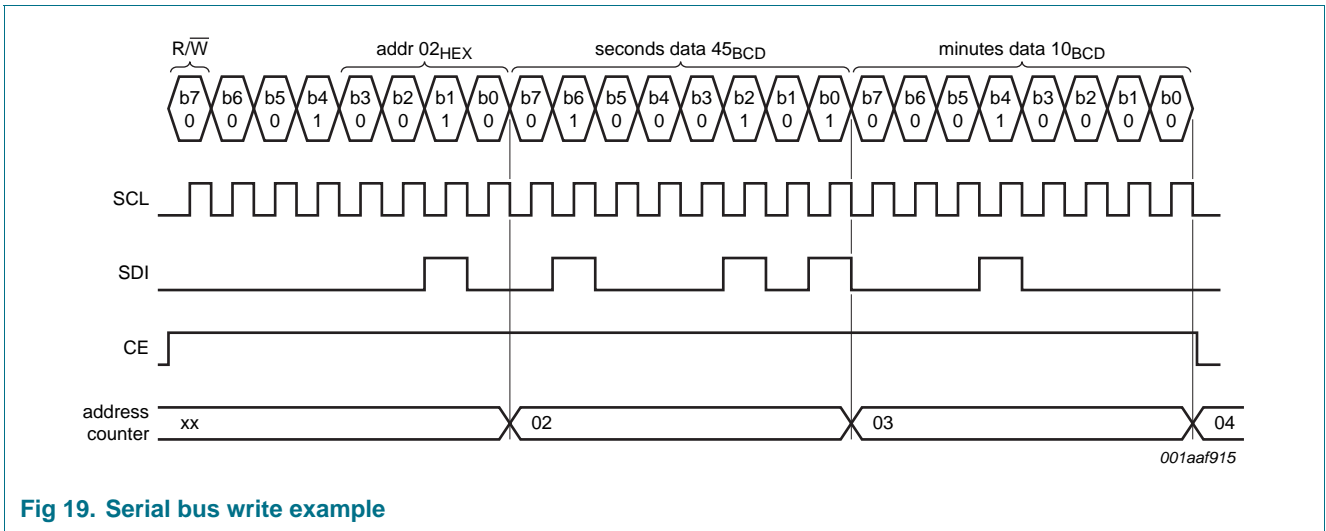 R/W addr 02HEX seconds data 45BCD minutes data 10BCD
b7 b6 b5 b4 b3 b2 b1 b0 b7 b6 b5 b4 b3 b2 b1 b0 b7 b6 b5 b4 b3 b2 b1 b0
0 0 0 1 0 0 1 0 0 1 0 0 0 1 0 1 0 0 0 1 0 0 0 0
SCL
SDI
CE
address
counter
xx 02 03 04
001aaf915
Fig 19. Serial bus write example